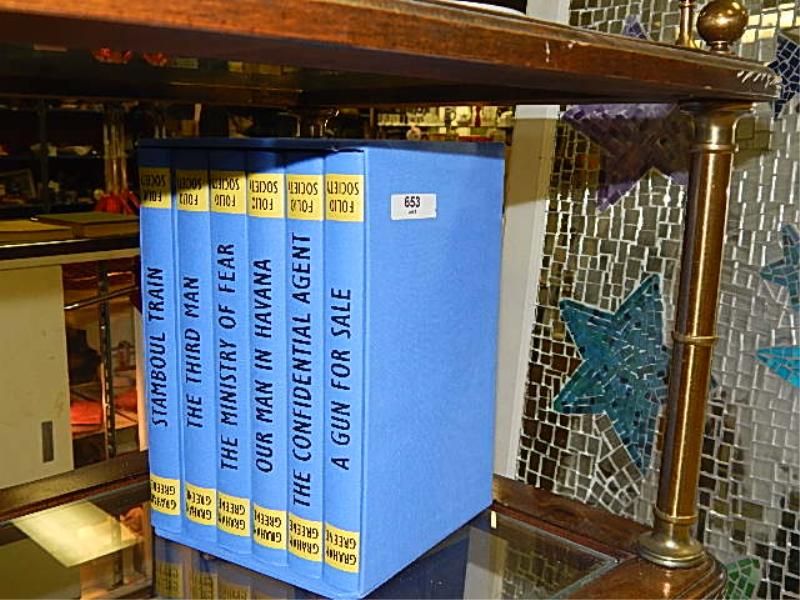 FOLIO SOCIETY
STAMBOUL TRAIN
GRAHAM GREENE
FOLIO SOCIETY
THE THIRD MAN
GRAHAM GREENE
FOLIO SOCIETY
THE MINISTRY OF FEAR
GRAHAM GREENE
FOLIO SOCIETY
OUR MAN IN HAVANA
GRAHAM GREENE
FOLIO SOCIETY
THE CONFIDENTIAL AGENT
GRAHAM GREENE
FOLIO SOCIETY
A GUN FOR SALE
GRAHAM GREENE
653